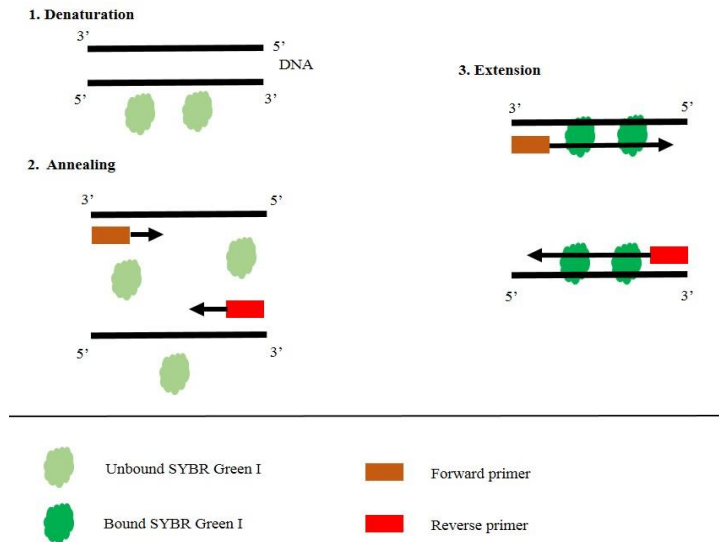 1. Denaturation
3’
5’
DNA
5’
3’
2. Annealing
3’
5’
5’
3’
3. Extension
3’
5’
5’
3’
Unbound SYBR Green I
Forward primer
Bound SYBR Green I
Reverse primer